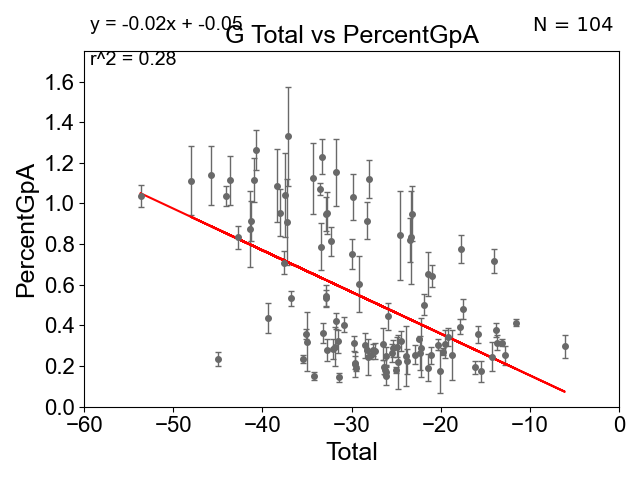 y = -0.02x + -0.05
G Total vs PercentGpA
N = 104
r^2 = 0.28
PercentGpA
1.6
1.4
1.2
1.0
0.8
0.6
0.4
0.2
0.0
−60 −50 −40 −30 −20 −10 0
Total